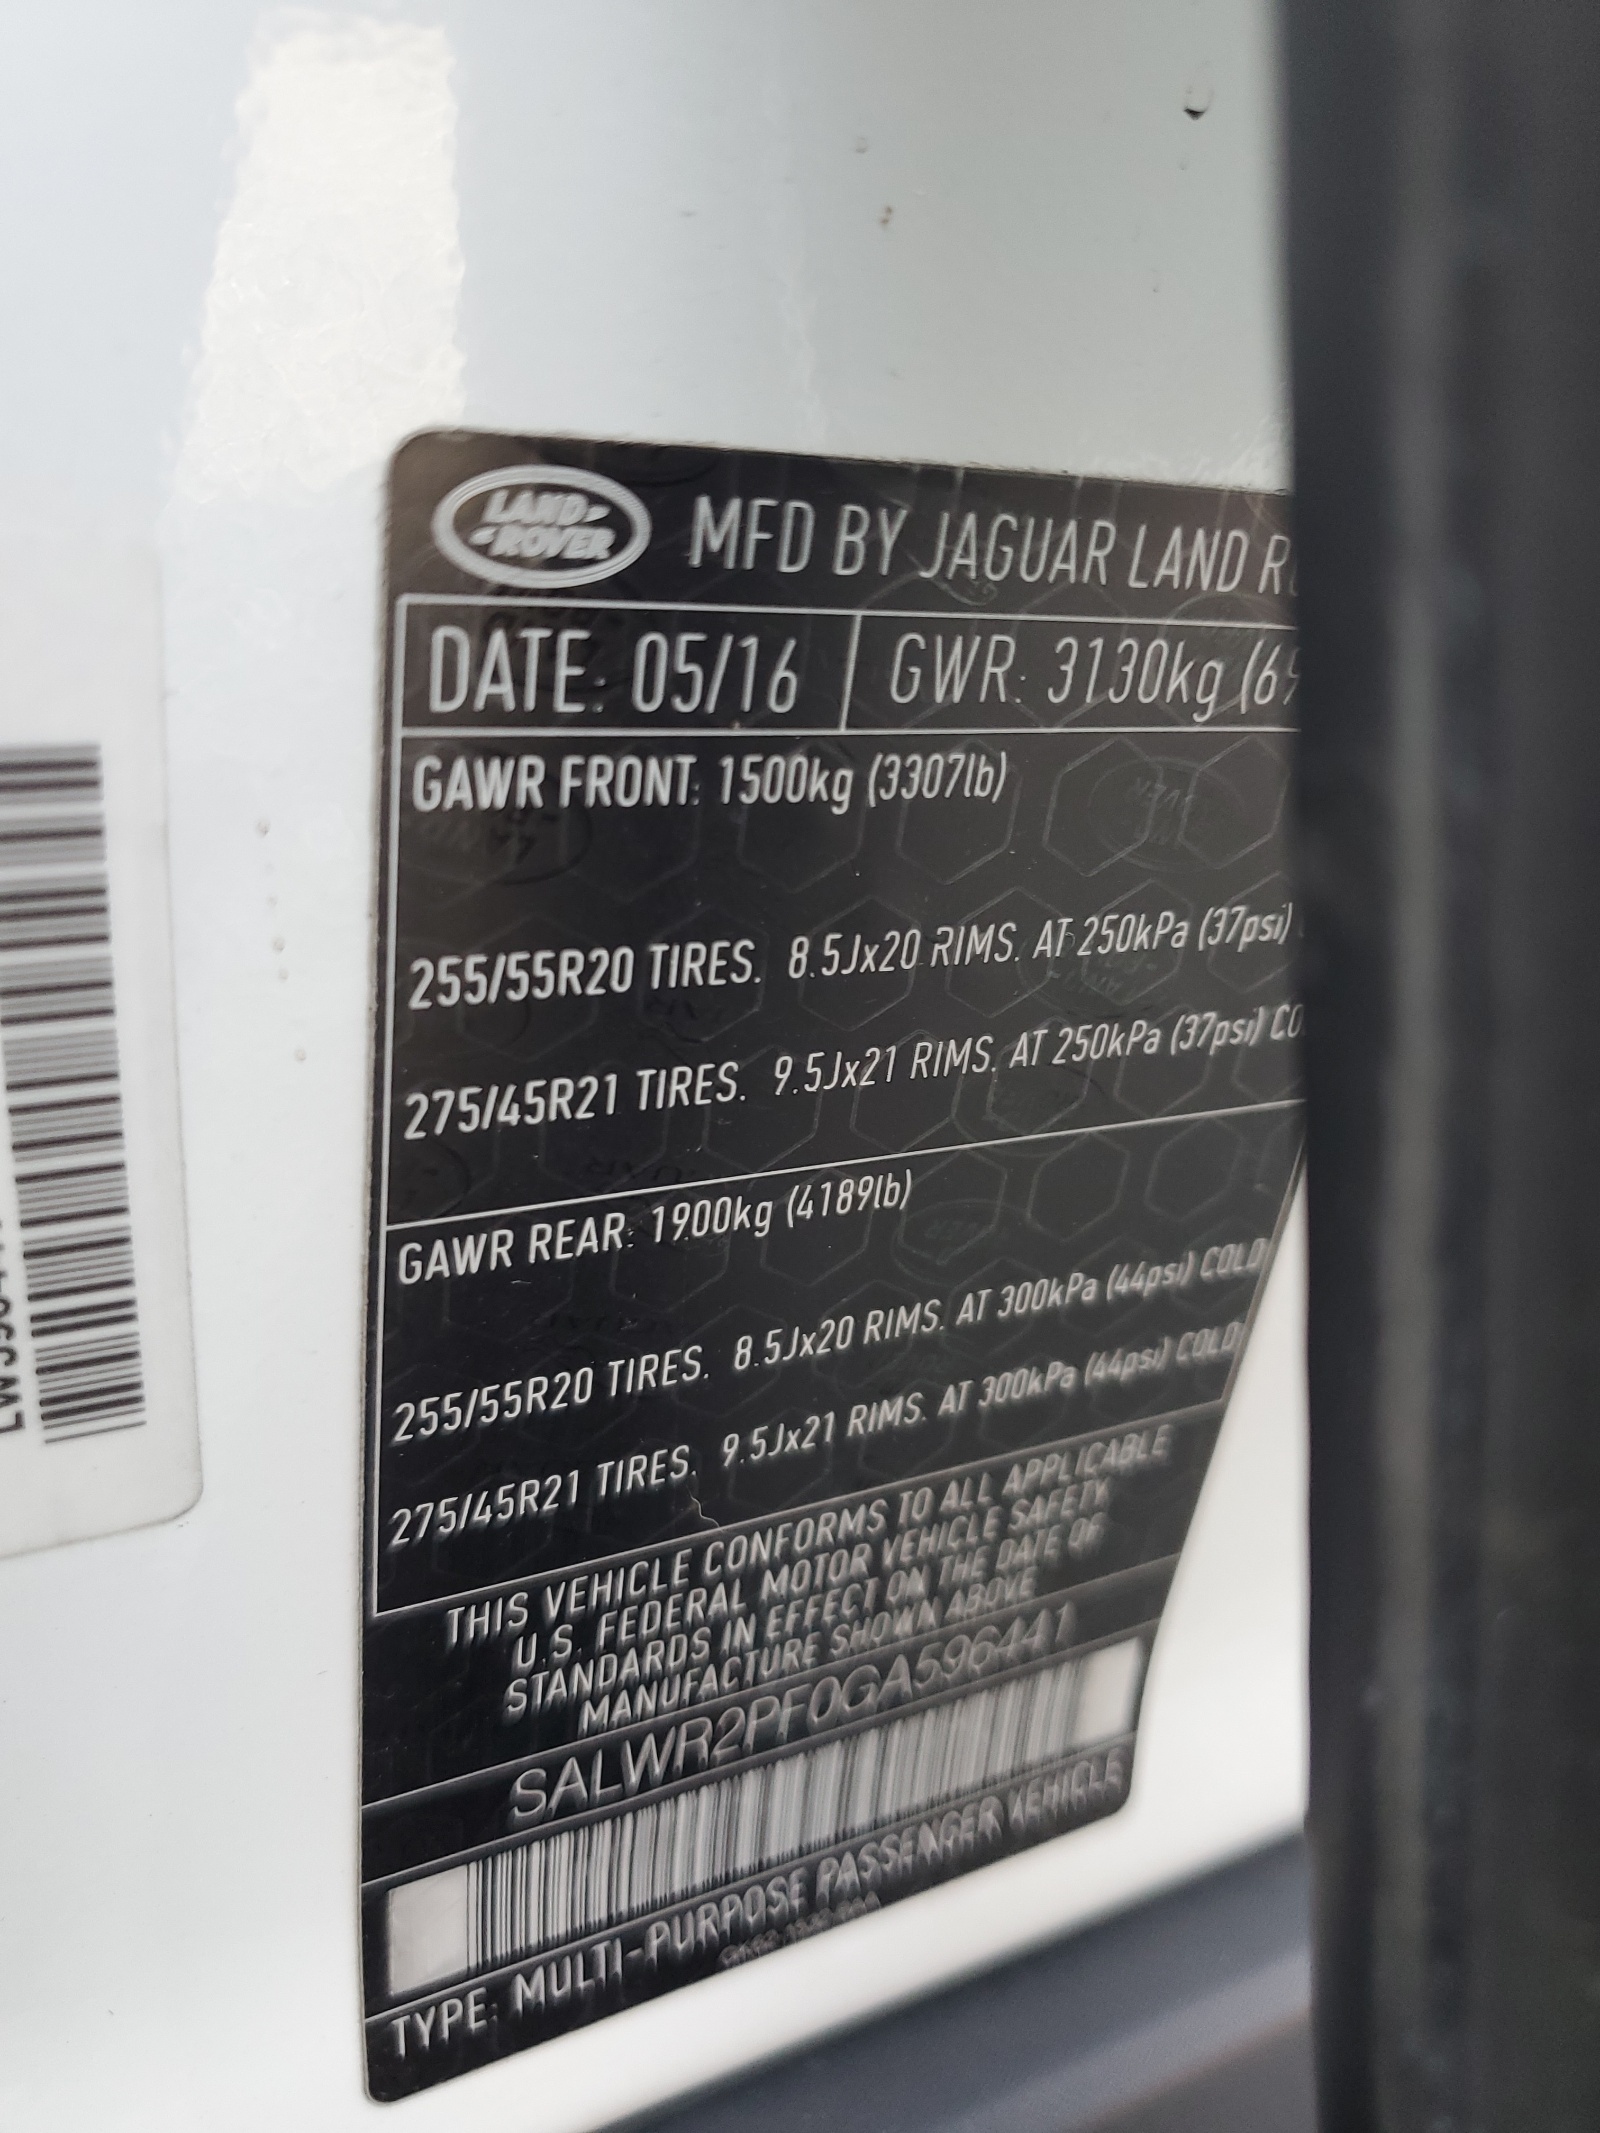 LAND
ROVER
MFD BY JAGUAR LAND
DATE: 05/16
GWR: 3130kg
GAWR FRONT: 1500kg (3307lb)
255/55R20 TIRES. 8.5Jx20 RIMS. AT 250kPa (37psi)
275/45R21 TIRES. 9.5Jx21 RIMS. AT 250kPa (37psi)
GAWR REAR: 1900kg (4189lb)
255/55R20 TIRES. 8.5Jx20 RIMS. AT 300kPa (44psi) COLD
275/45R21 TIRES. 9.5Jx21 RIMS. AT 300kPa (44psi) COLD
THIS VEHICLE CONFORMS TO ALL APPLICABLE
U.S. FEDERAL MOTOR VEHICLE SAFETY
STANDARDS IN EFFECT ON THE DATE OF
MANUFACTURE SHOWN ABOVE
SALWR2PF0GA596441
TYPE: MULTI-PURPOSE PASSENGER VEHICLE